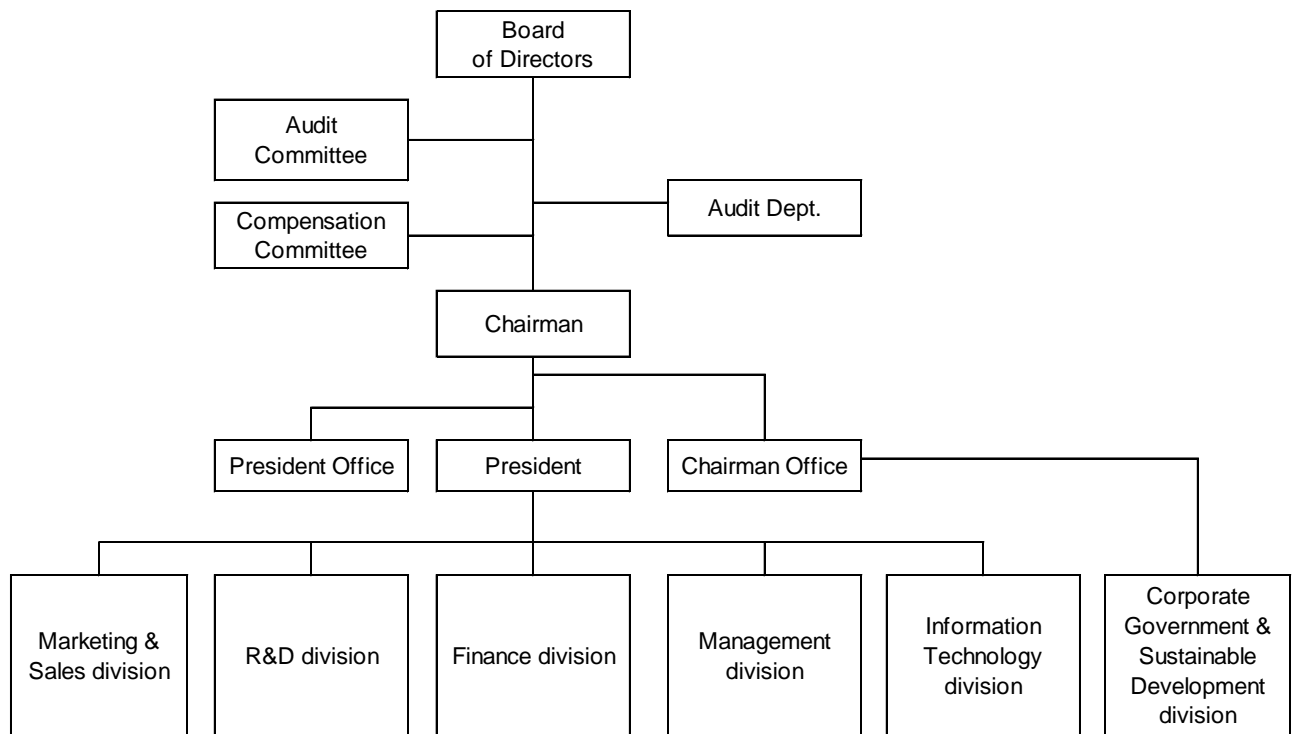 Board
of Directors
Audit
Committee
Audit Dept.
Compensation
Committee
Chairman
President Office
President
Chairman Office
Marketing &
Sales division
R&D division
Finance division
Management
division
Information
Technology
division
Corporate
Government &
Sustainable
Development
division